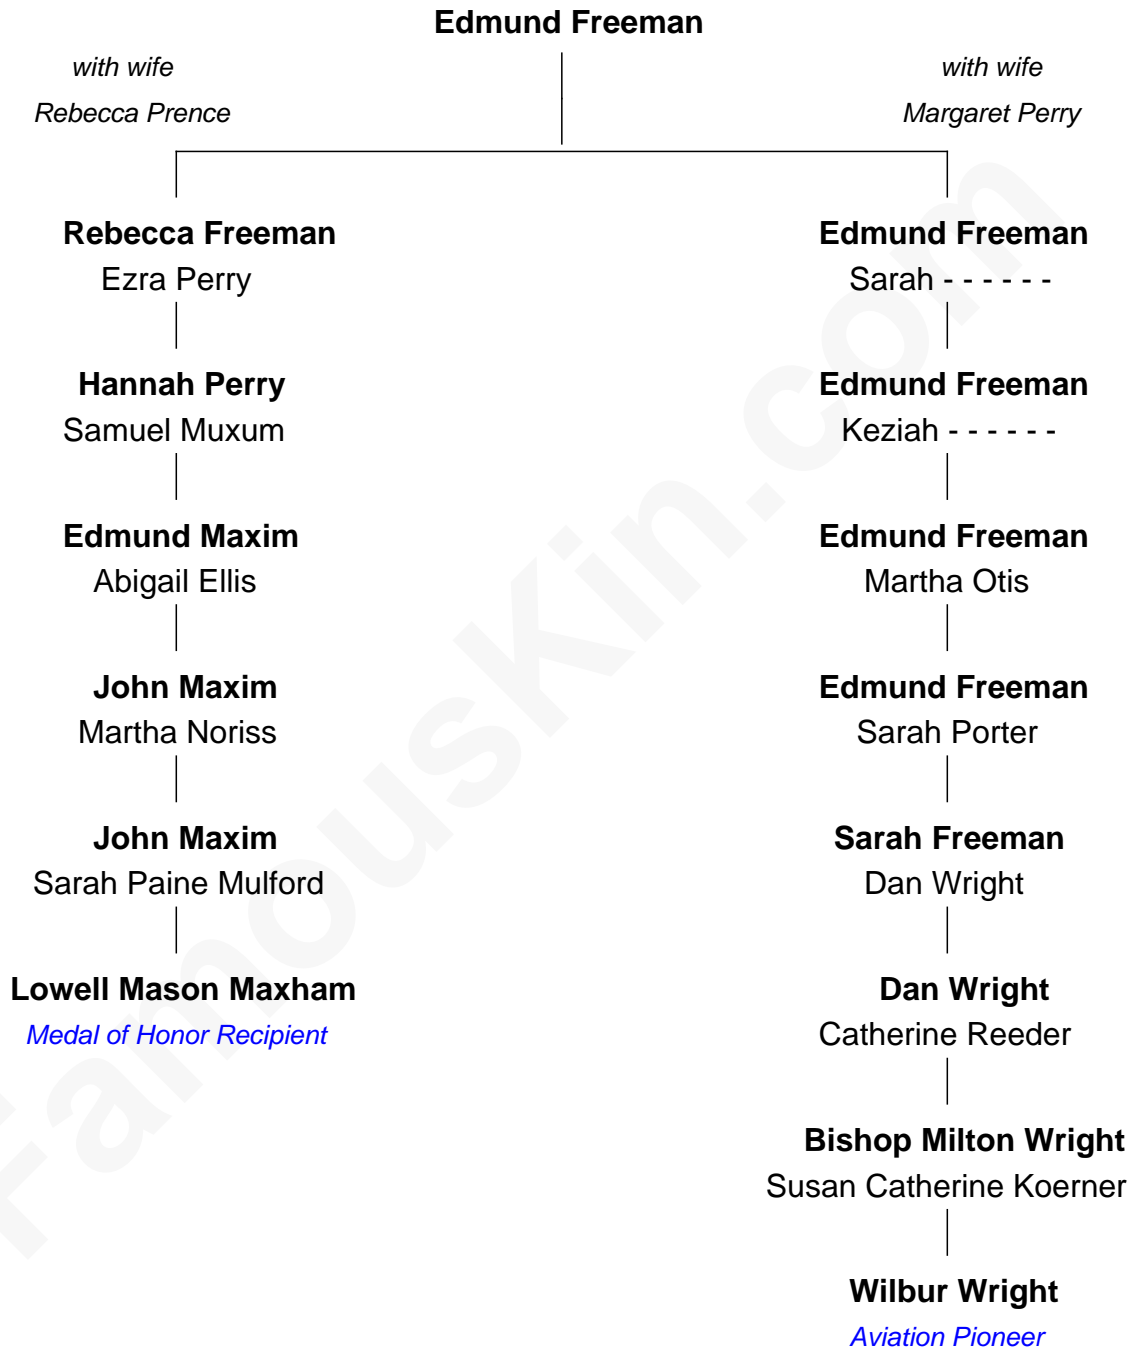 Edmund Freeman
with wife
Rebecca Prence
with wife
Margaret Perry
Rebecca Freeman
Ezra Perry
Edmund Freeman
Sarah - - - - - -
Hannah Perry
Samuel Muxum
Edmund Freeman
Keziah - - - - - -
Edmund Maxim
Abigail Ellis
Edmund Freeman
Martha Otis
John Maxim
Martha Noriss
Edmund Freeman
Sarah Porter
John Maxim
Sarah Paine Mulford
Sarah Freeman
Dan Wright
Lowell Mason Maxham
Medal of Honor Recipient
Dan Wright
Catherine Reeder
Bishop Milton Wright
Susan Catherine Koerner
Wilbur Wright
Aviation Pioneer
FamousKin.com